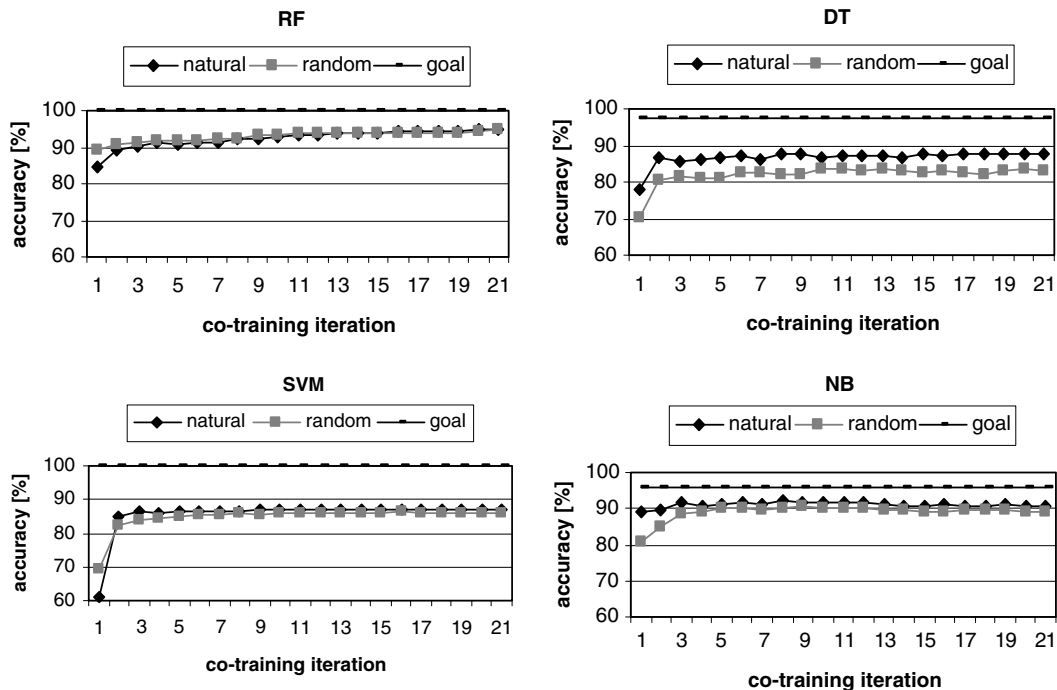 RF
natural random goal
accuracy [%]
100
90
80
70
60
1 3 5 7 9 11 13 15 17 19 21
co-training iteration
DT
natural random goal
accuracy [%]
100
90
80
70
60
1 3 5 7 9 11 13 15 17 19 21
co-training iteration
SVM
natural random goal
accuracy [%]
100
90
80
70
60
1 3 5 7 9 11 13 15 17 19 21
co-training iteration
NB
natural random goal
accuracy [%]
100
90
80
70
60
1 3 5 7 9 11 13 15 17 19 21
co-training iteration